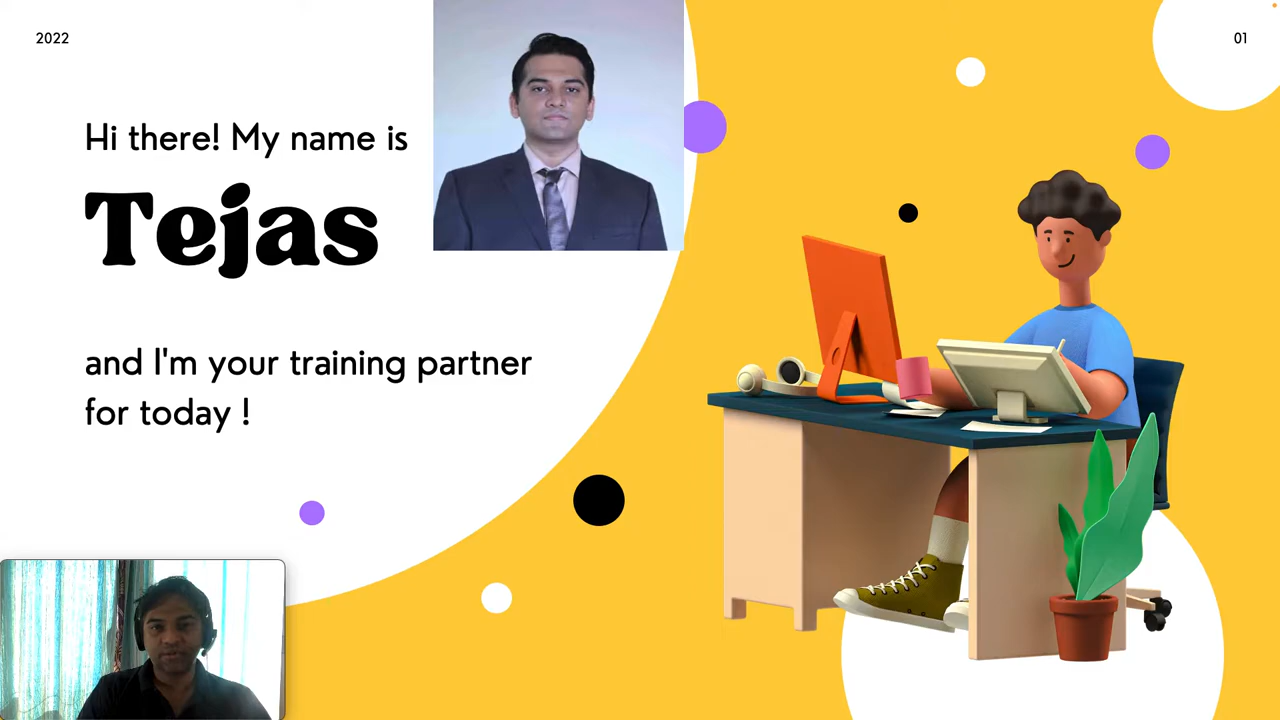 2022
01
Hi there! My name is
Tejas
and I'm your training partner
for today !